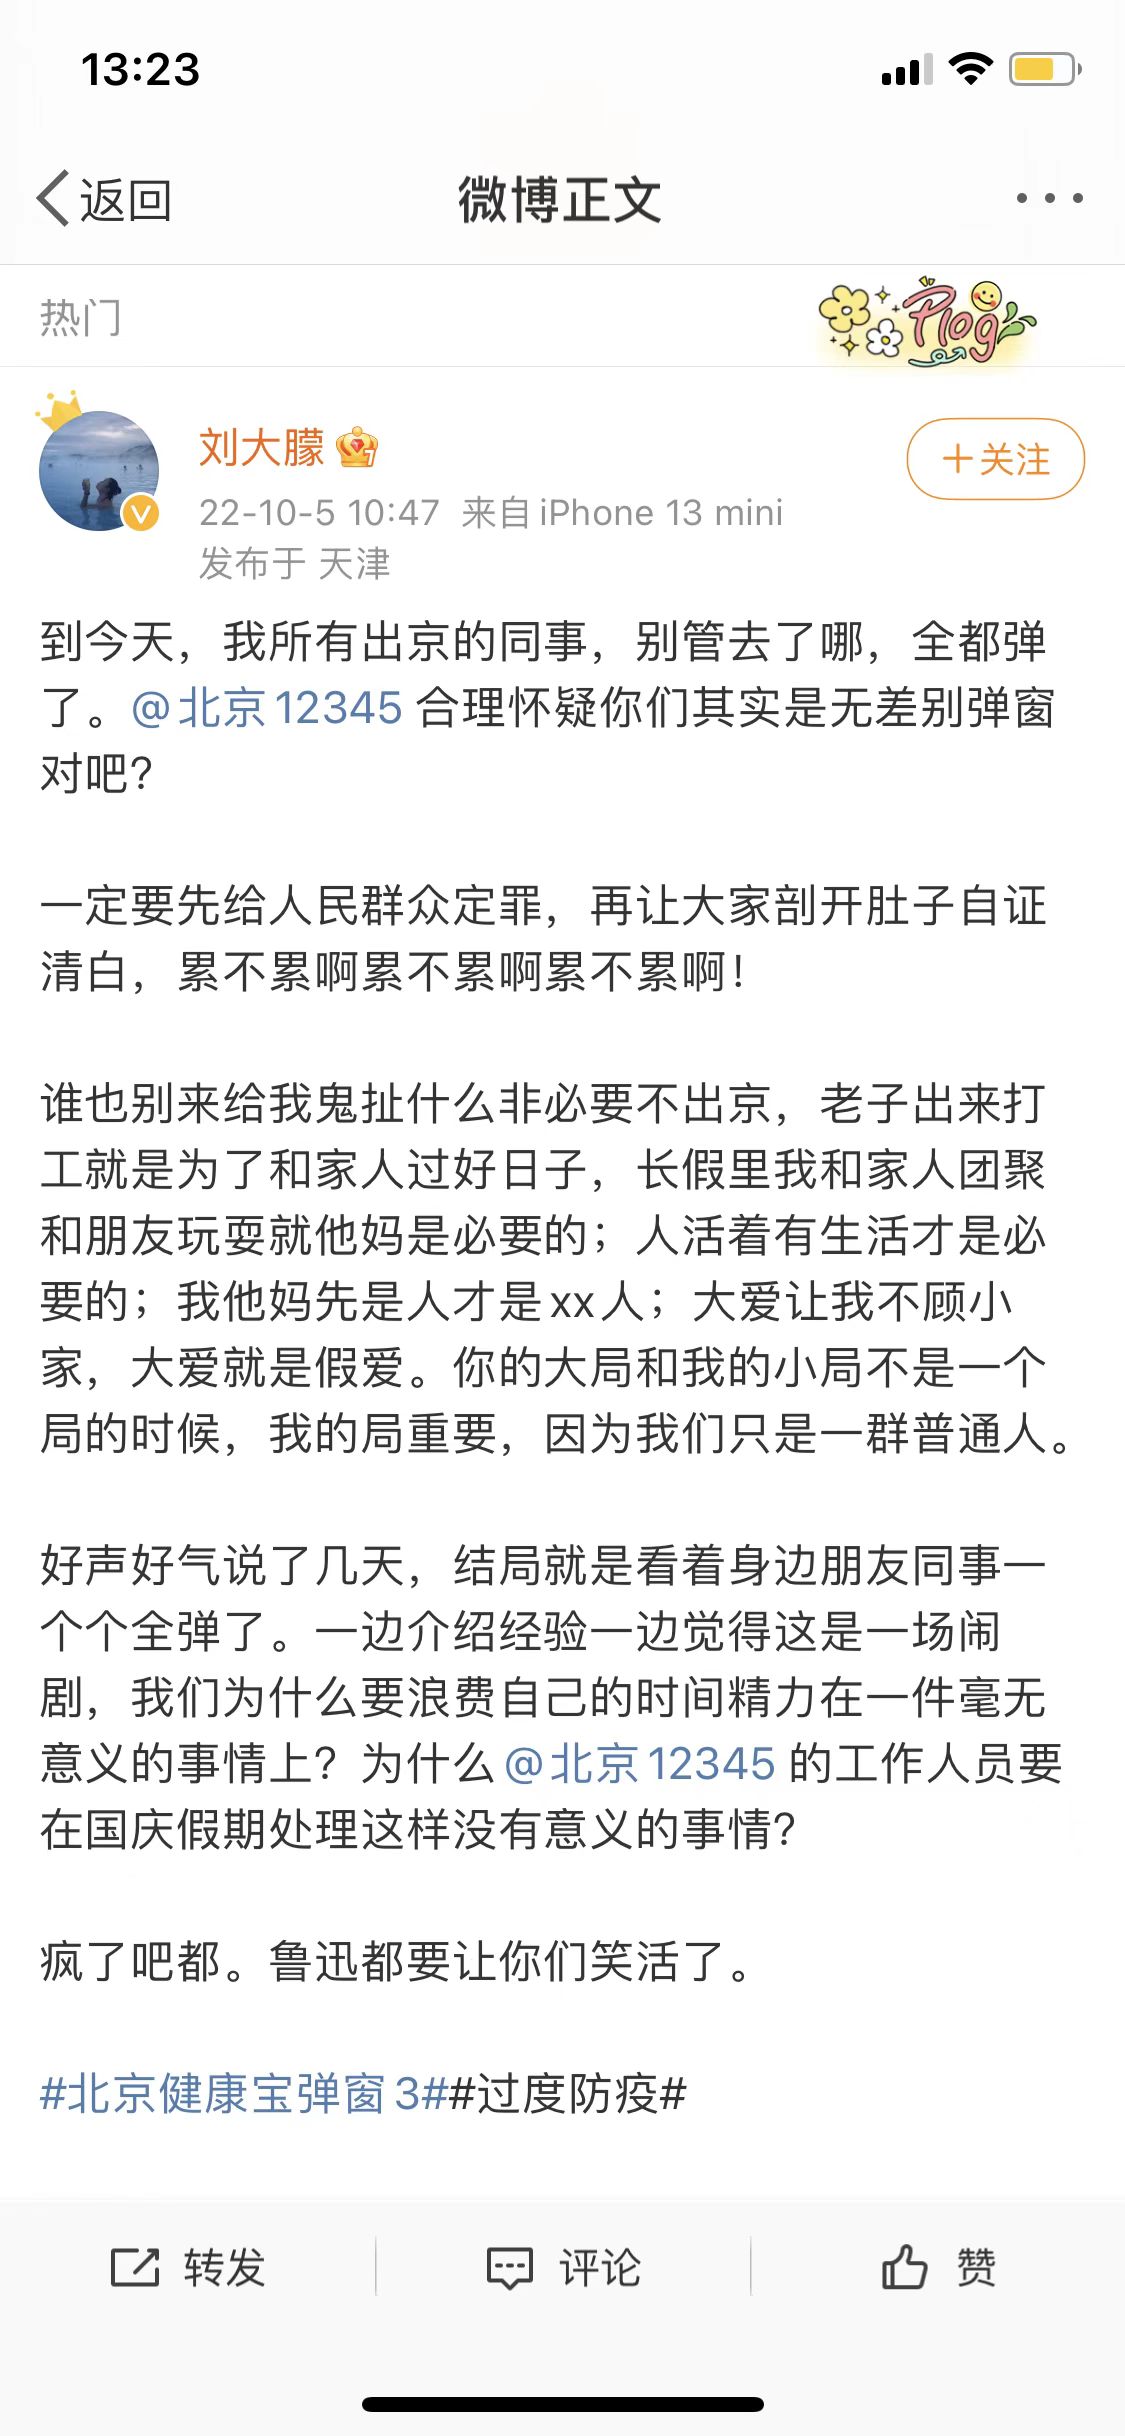 13:23
返回
微博正文
热门
Plog
刘大朦
22-10-5 10:47 来自 iPhone 13 mini
发布于 天津
+关注
到今天，我所有出京的同事，别管去了哪，全都弹
了。@北京12345 合理怀疑你们其实是无差别弹窗
对吧？
一定要先给人民群众定罪，再让大家剖开肚子自证
清白，累不累啊累不累啊累不累啊！
谁也别来给我鬼扯什么非必要不出京，老子出来打
工就是为了和家人过好日子，长假里我和家人团聚
和朋友玩耍就他妈是必要的；人活着有生活才是必
要的；我他妈先是人才是xx人；大爱让我不顾小
家，大爱就是假爱。你的大局和我的小局不是一个
局的时候，我的局重要，因为我们只是一群普通人。
好声好气说了几天，结局就是看着身边朋友同事一
个个全弹了。一边介绍经验一边觉得这是一场闹
剧，我们为什么要浪费自己的时间精力在一件毫无
意义的事情上？为什么@北京12345 的工作人员要
在国庆假期处理这样没有意义的事情？
疯了吧都。鲁迅都要让你们笑活了。
#北京健康宝弹窗3##过度防疫#
转发
评论
赞